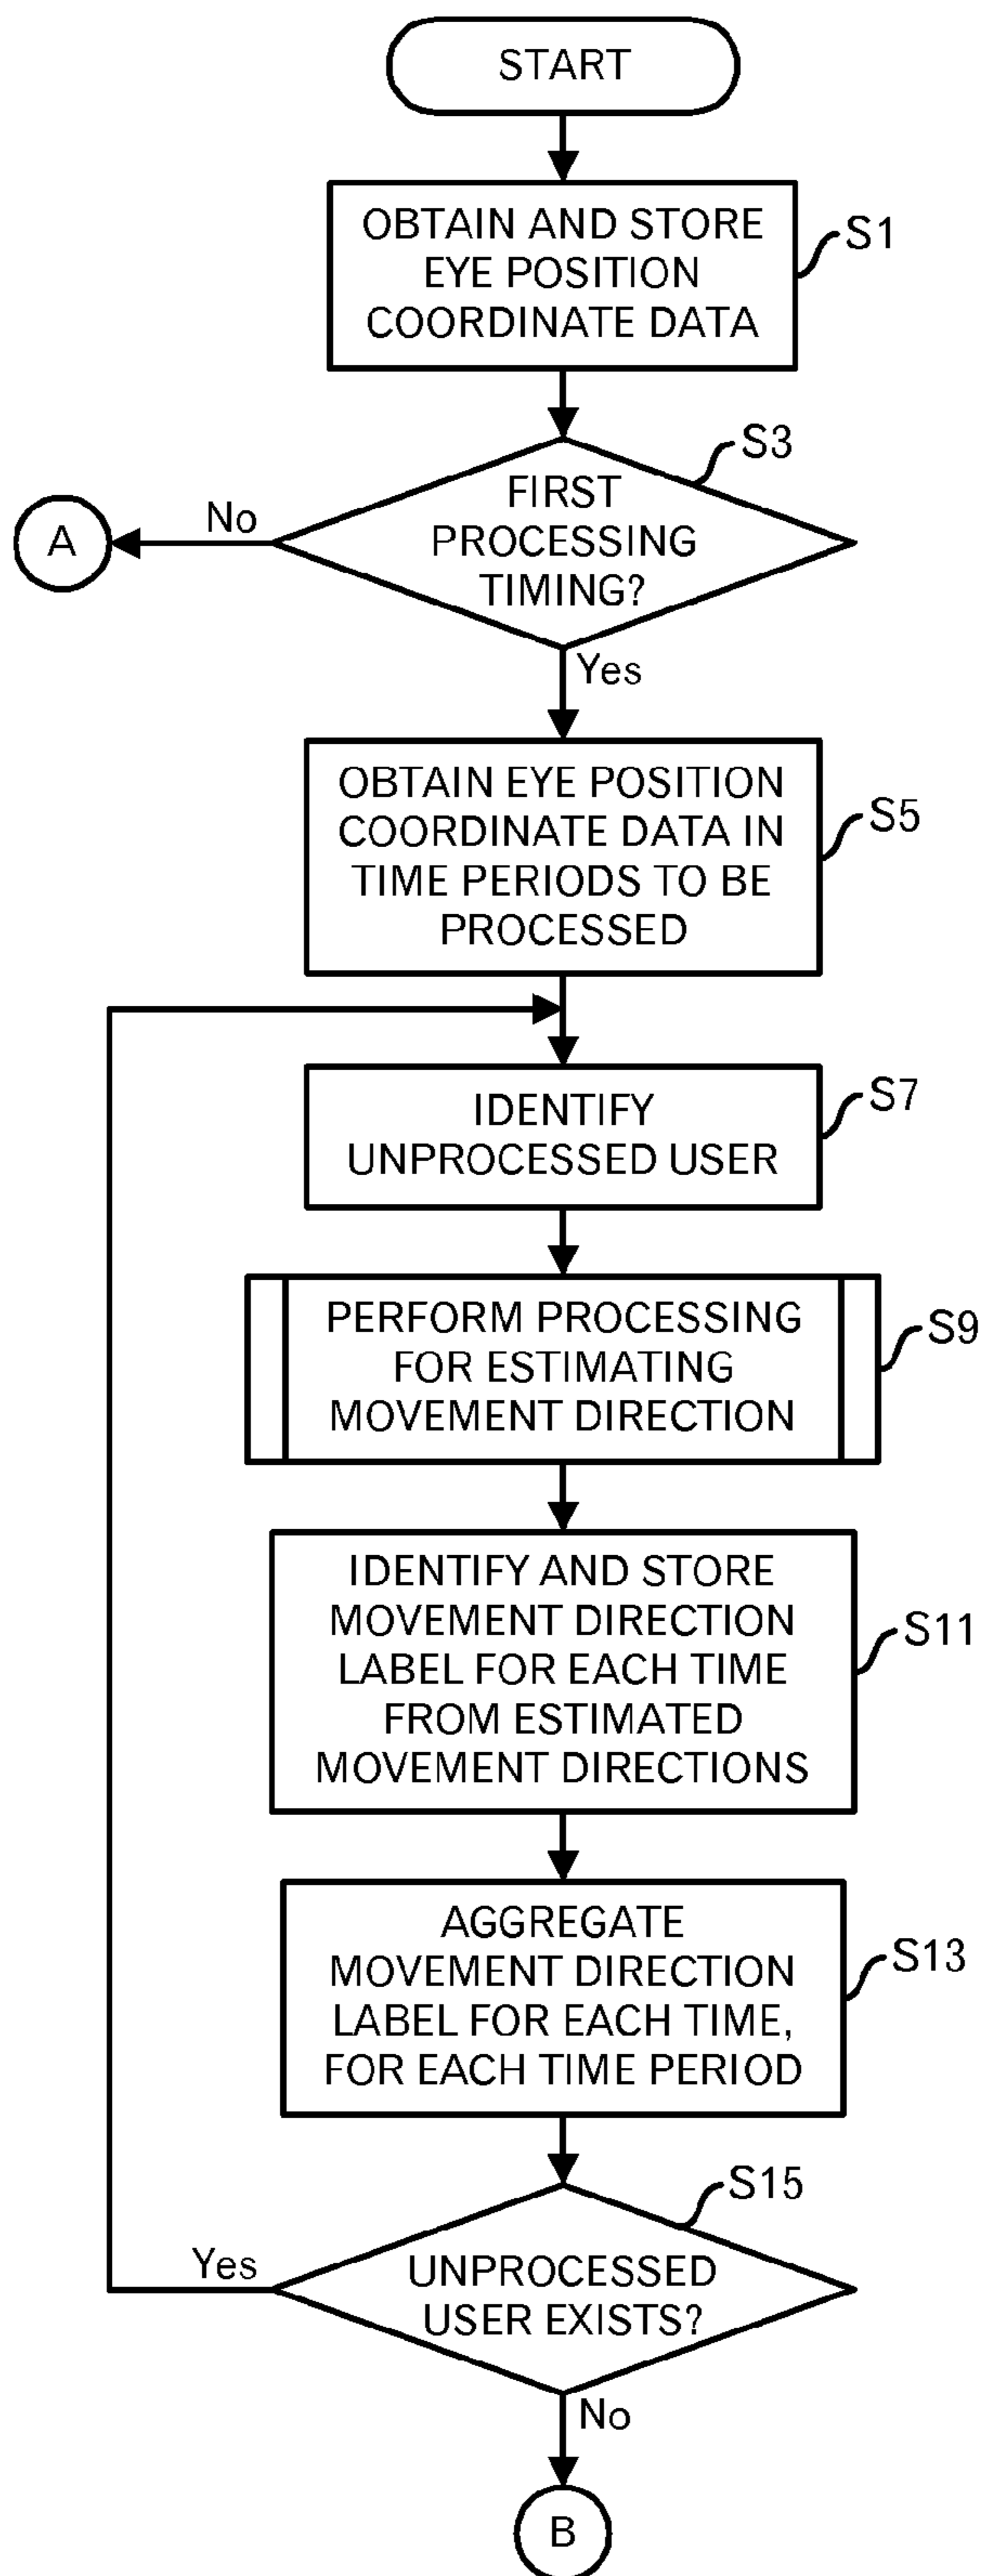 START
OBTAIN AND STORE
EYE POSITION
COORDINATE DATA
S1
FIRST
PROCESSING
TIMING?
S3
No
A
Yes
OBTAIN EYE POSITION
COORDINATE DATA IN
TIME PERIODS TO BE
PROCESSED
S5
IDENTIFY
UNPROCESSED USER
S7
PERFORM PROCESSING
FOR ESTIMATING
MOVEMENT DIRECTION
S9
IDENTIFY AND STORE
MOVEMENT DIRECTION
LABEL FOR EACH TIME
FROM ESTIMATED
MOVEMENT DIRECTIONS
S11
AGGREGATE
MOVEMENT DIRECTION
LABEL FOR EACH TIME,
FOR EACH TIME PERIOD
S13
UNPROCESSED
USER EXISTS?
S15
Yes
No
B